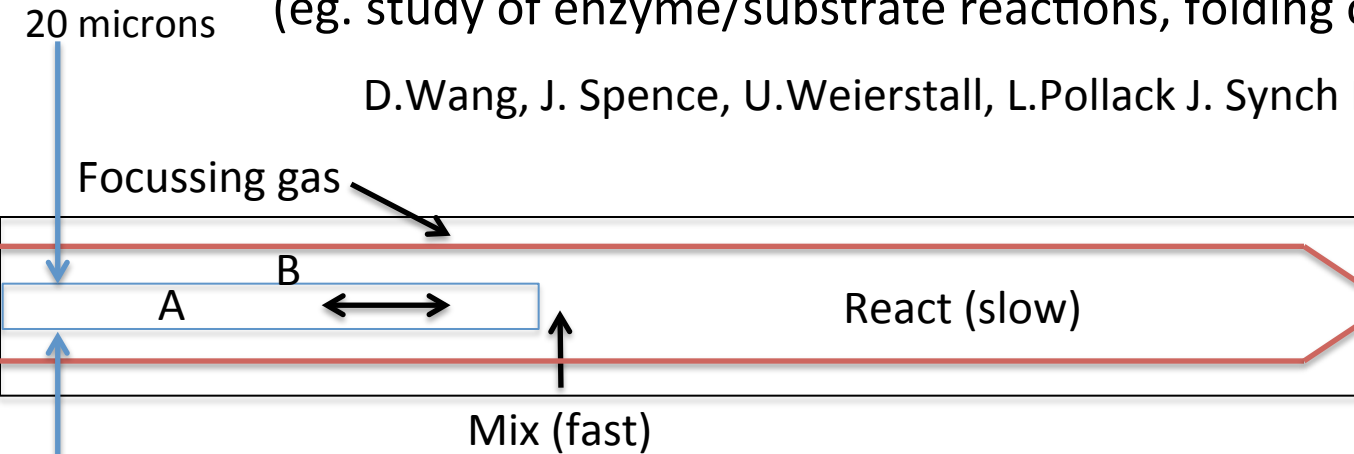 20 microns
(eg. study of enzyme/substrate reactions, folding
D.Wang, J. Spence, U.Weierstall, L.Pollack J. Synch
Focussing gas
B
A
React (slow)
Mix (fast)